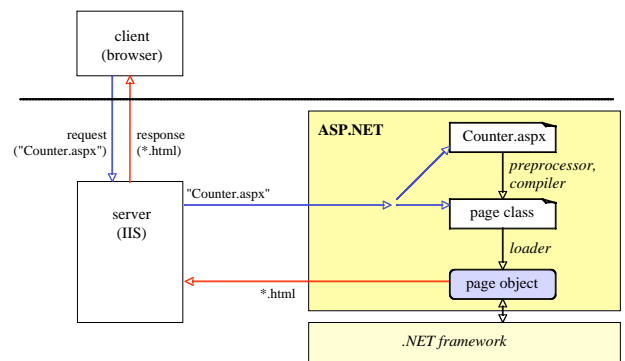 client
(browser)
request
("Counter.aspx")
response
(*.html)
ASP.NET
Counter.aspx
preprocessor,
compiler
"Counter.aspx"
server
(IIS)
page class
loader
page object
*.html
.NET framework